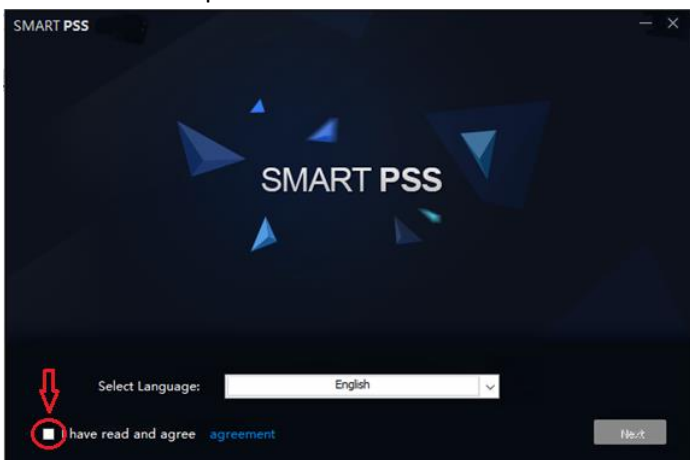 SMART PSS
SMART PSS
Select Language: English
I have read and agree agreement
Next